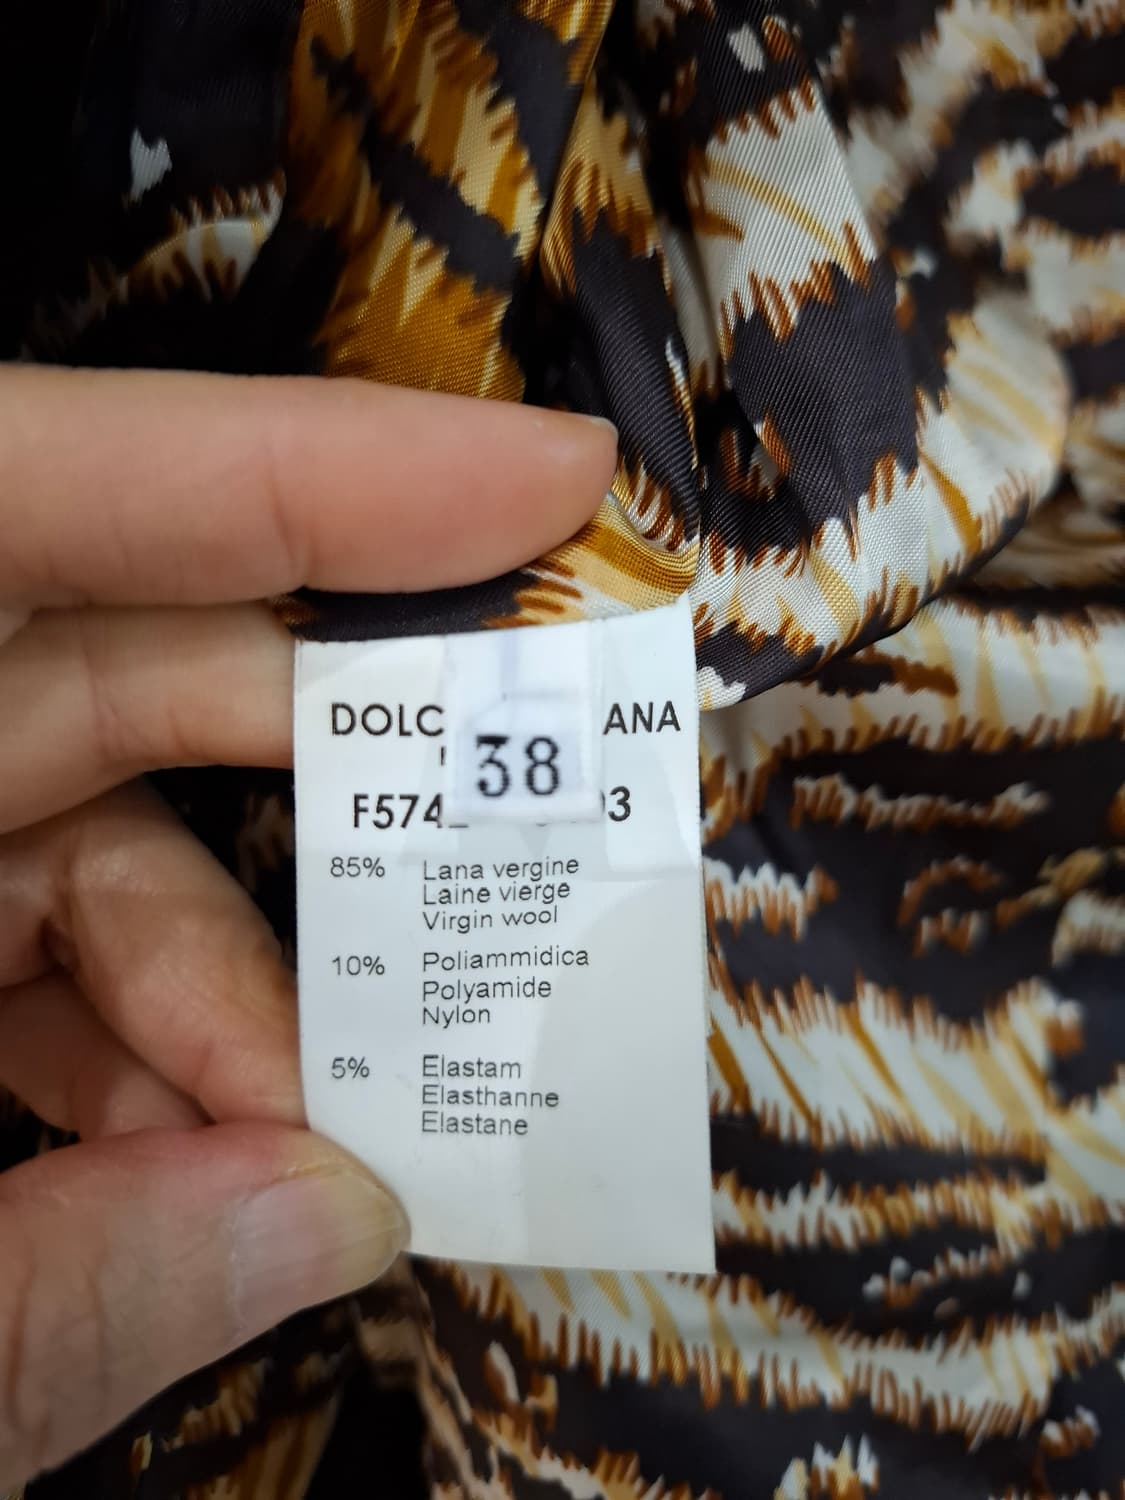 DOLC ANA
38
F574 3
85% Lana vergine
Laine vierge
Virgin wool
10% Poliammidica
Polyamide
Nylon
5% Elastam
Elasthanne
Elastane